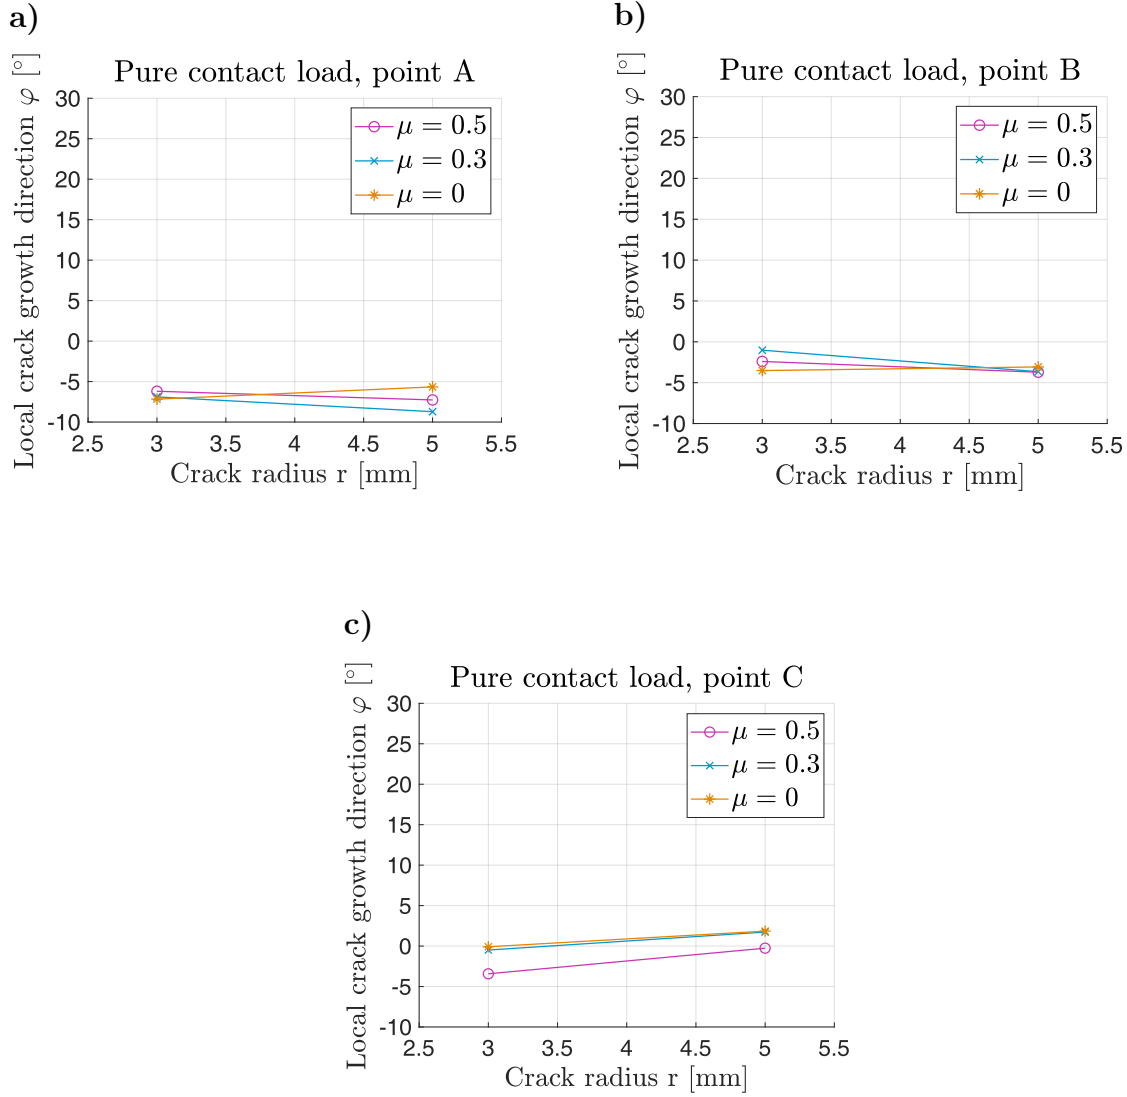 a)
Pure contact load, point A
Local crack growth direction φ [°]
30
25
20
15
10
5
0
-5
-10
2.5 3 3.5 4 4.5 5 5.5
Crack radius r [mm]
μ = 0.5
μ = 0.3
μ = 0
b)
Pure contact load, point B
Local crack growth direction φ [°]
30
25
20
15
10
5
0
-5
-10
2.5 3 3.5 4 4.5 5 5.5
Crack radius r [mm]
μ = 0.5
μ = 0.3
μ = 0
c)
Pure contact load, point C
Local crack growth direction φ [°]
30
25
20
15
10
5
0
-5
-10
2.5 3 3.5 4 4.5 5 5.5
Crack radius r [mm]
μ = 0.5
μ = 0.3
μ = 0